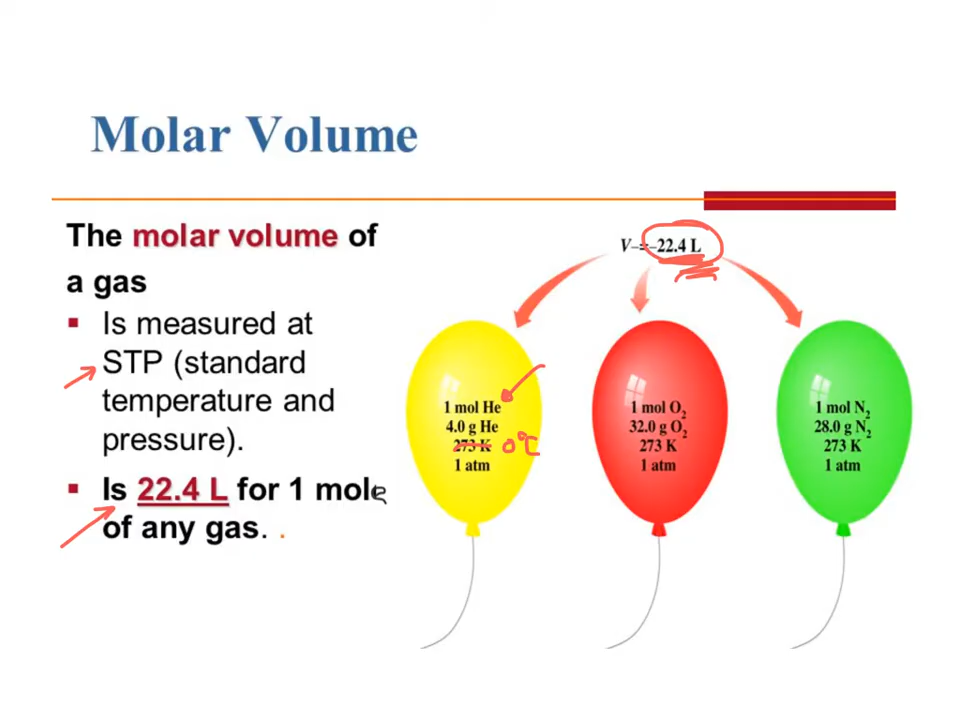 Molar Volume
The molar volume of
a gas
Is measured at
STP (standard
temperature and
pressure).
Is 22.4 L for 1 mole
of any gas. .
V = 22.4 L
1 mol He
4.0 g He
273 K 0°C
1 atm
1 mol O₂
32.0 g O₂
273 K
1 atm
1 mol N₂
28.0 g N₂
273 K
1 atm